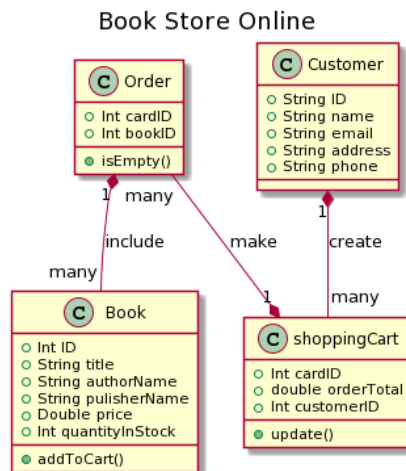 Book Store Online
C Order
Int cardID
Int bookID
isEmpty()
C Customer
String ID
String name
String email
String address
String phone
1
many
1
include
make
create
many
1
many
C Book
Int ID
String title
String authorName
String pulisherName
Double price
Int quantityInStock
addToCart()
C shoppingCart
Int cardID
double orderTotal
Int customerID
update()